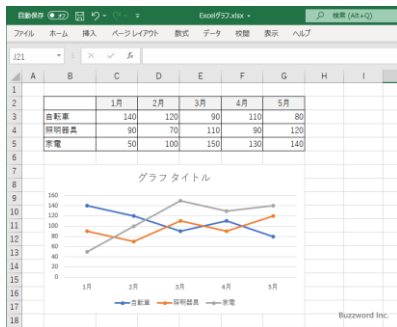 自動保存 オフ Excelグラフ.xlsx 検索 (Alt+Q)
ファイル ホーム 挿入 ページ レイアウト 数式 データ 校閲 表示 ヘルプ
J21 fx
A B C D E F G H I
1
2 1月 2月 3月 4月 5月
3 自転車 140 120 90 110 80
4 照明器具 90 70 110 90 120
5 家電 50 100 150 130 140
6
7
8
9
10
11
12
13
14
15
16
17
18
グラフ タイトル
160
140
120
100
80
60
40
20
0
1月 2月 3月 4月 5月
自動車 照明器具 家電
Buzzword Inc.